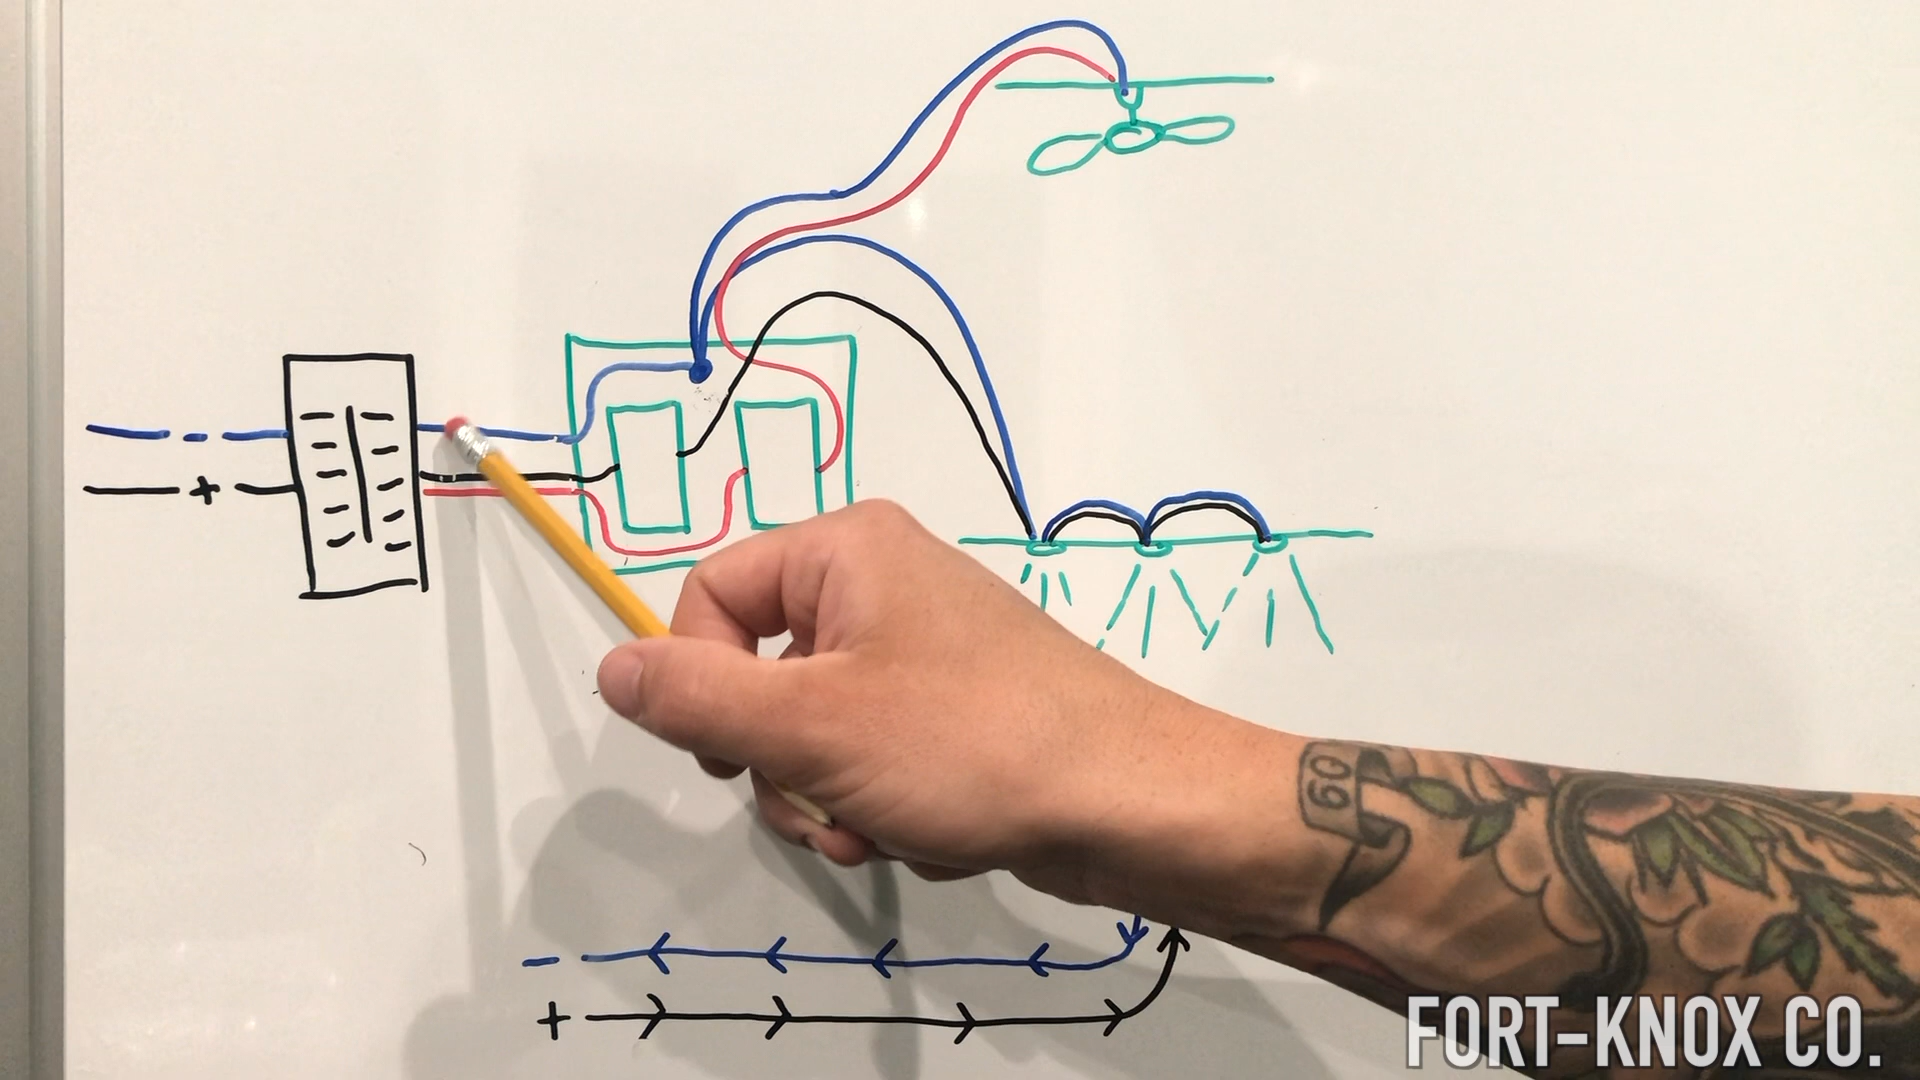 - +
60
- 
+
FORT-KNOX CO.